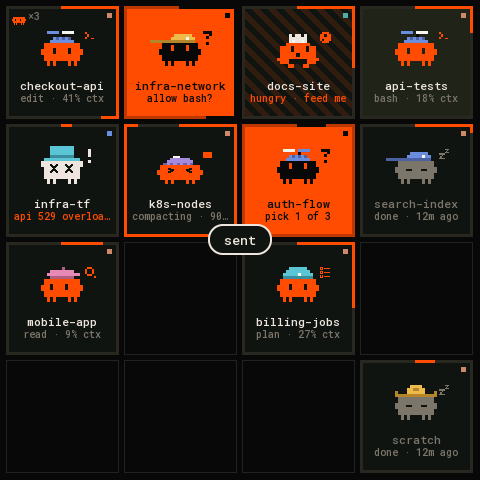 ×3
checkout-api
edit · 41% ctx
infra-network
allow bash?
docs-site
hungry · feed me
api-tests
bash · 18% ctx
infra-tf
api 529 overloa…
k8s-nodes
compacting · 90…
auth-flow
pick 1 of 3
search-index
done · 12m ago
sent
mobile-app
read · 9% ctx
billing-jobs
plan · 27% ctx
scratch
done · 12m ago